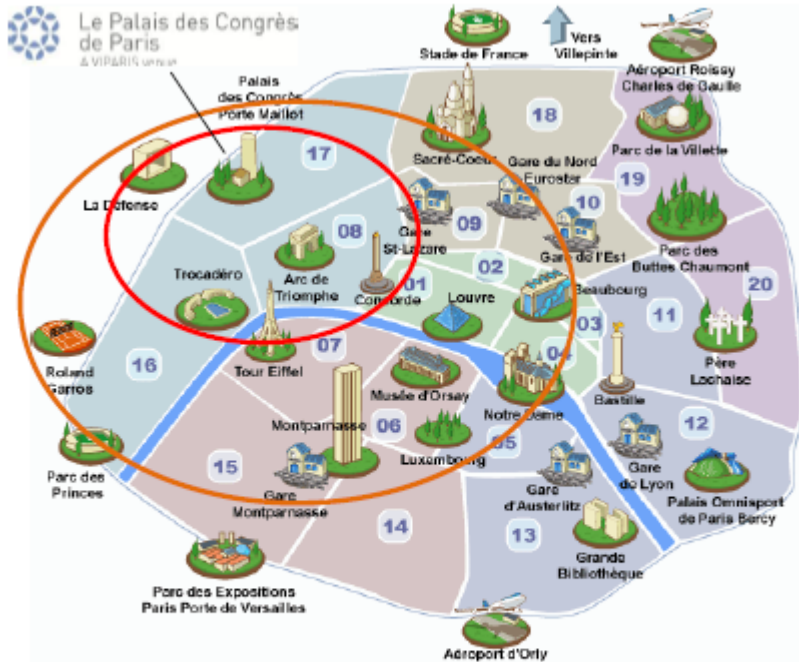 Le Palais des Congrès
de Paris
A VIPARIS venue
Stade de France
Vers
Villepinte
Aéroport Roissy
Charles de Gaulle
Palais
des Congrès
Porte Maillot
17
18
Sacré-Coeur
Gare du Nord
Eurostar
Parc de la Villette
19
La Défense
08
09
10
Gare
St-Lazare
Gare de l'Est
Parc des
Buttes Chaumont
Trocadéro
Arc de
Triomphe
Concorde
01
02
Louvre
Beaubourg
03
11
20
16
Tour Eiffel
07
04
Roland
Garros
Musée d'Orsay
Notre Dame
Bastille
Père
Lachaise
Montparnasse
06
Luxembourg
05
12
Parc des
Princes
15
Gare
Montparnasse
Gare
d'Austerlitz
Gare
de Lyon
Palais Omnisport
de Paris Bercy
14
13
Grande
Bibliothèque
Parc des Expositions
Paris Porte de Versailles
Aéroport d'Orly